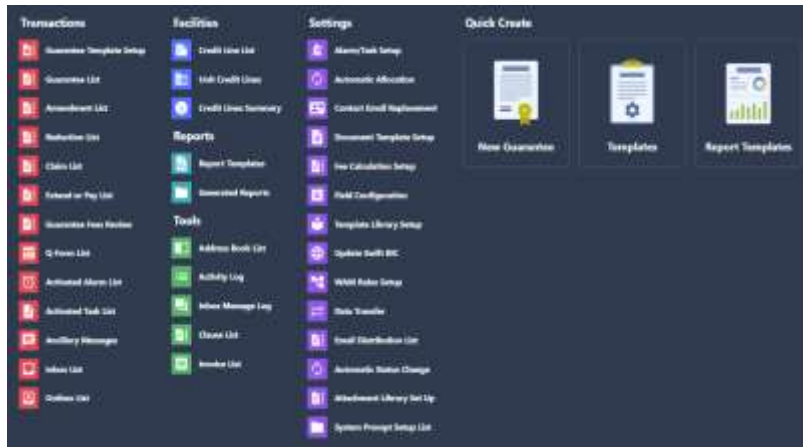 Transactions
Guarantee Template Setup
Guarantee List
Amendment List
Reduction List
Claim List
Extend or Pay List
Guarantee Fees Review
Q-Form List
Activated Alarm List
Activated Task List
Ancillary Messages
Inbox List
Outbox List
Facilities
Credit Line List
Unit Credit Lines
Credit Lines Summary
Reports
Report Templates
Generated Reports
Tools
Address Book List
Activity Log
Inbox Message Log
Clause List
Invoice List
Settings
Alarm/Task Setup
Automatic Allocation
Contact Email Replacement
Document Template Setup
Fee Calculation Setup
Field Configuration
Template Library Setup
Update Swift BIC
WAM Roles Setup
Data Transfer
Email Distribution List
Automatic Status Change
Attachment Library Set Up
System Prompt Setup List
Quick Create
New Guarantee
Templates
Report Templates